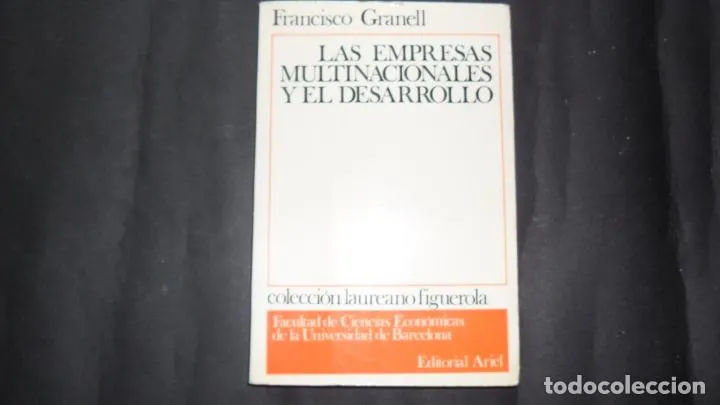 Francisco Granell
LAS EMPRESAS
MULTINACIONALES
Y EL DESARROLLO
colección laureano figuerola
Facultad de Ciencias Económicas
de la Universidad de Barcelona
Editorial Ariel
todocoleccion